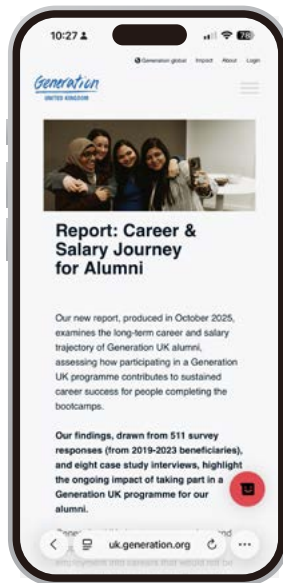 10:27
78
Generation global Impact About Login
Generation
UNITED KINGDOM
Report: Career &
Salary Journey
for Alumni
Our new report, produced in October 2025,
examines the long-term career and salary
trajectory of Generation UK alumni,
assessing how participating in a Generation
UK programme contributes to sustained
career success for people completing the
bootcamps.
Our findings, drawn from 511 survey
responses (from 2019-2023 beneficiaries),
and eight case study interviews, highlight
the ongoing impact of taking part in a
Generation UK programme for our
alumni.
uk.generation.org